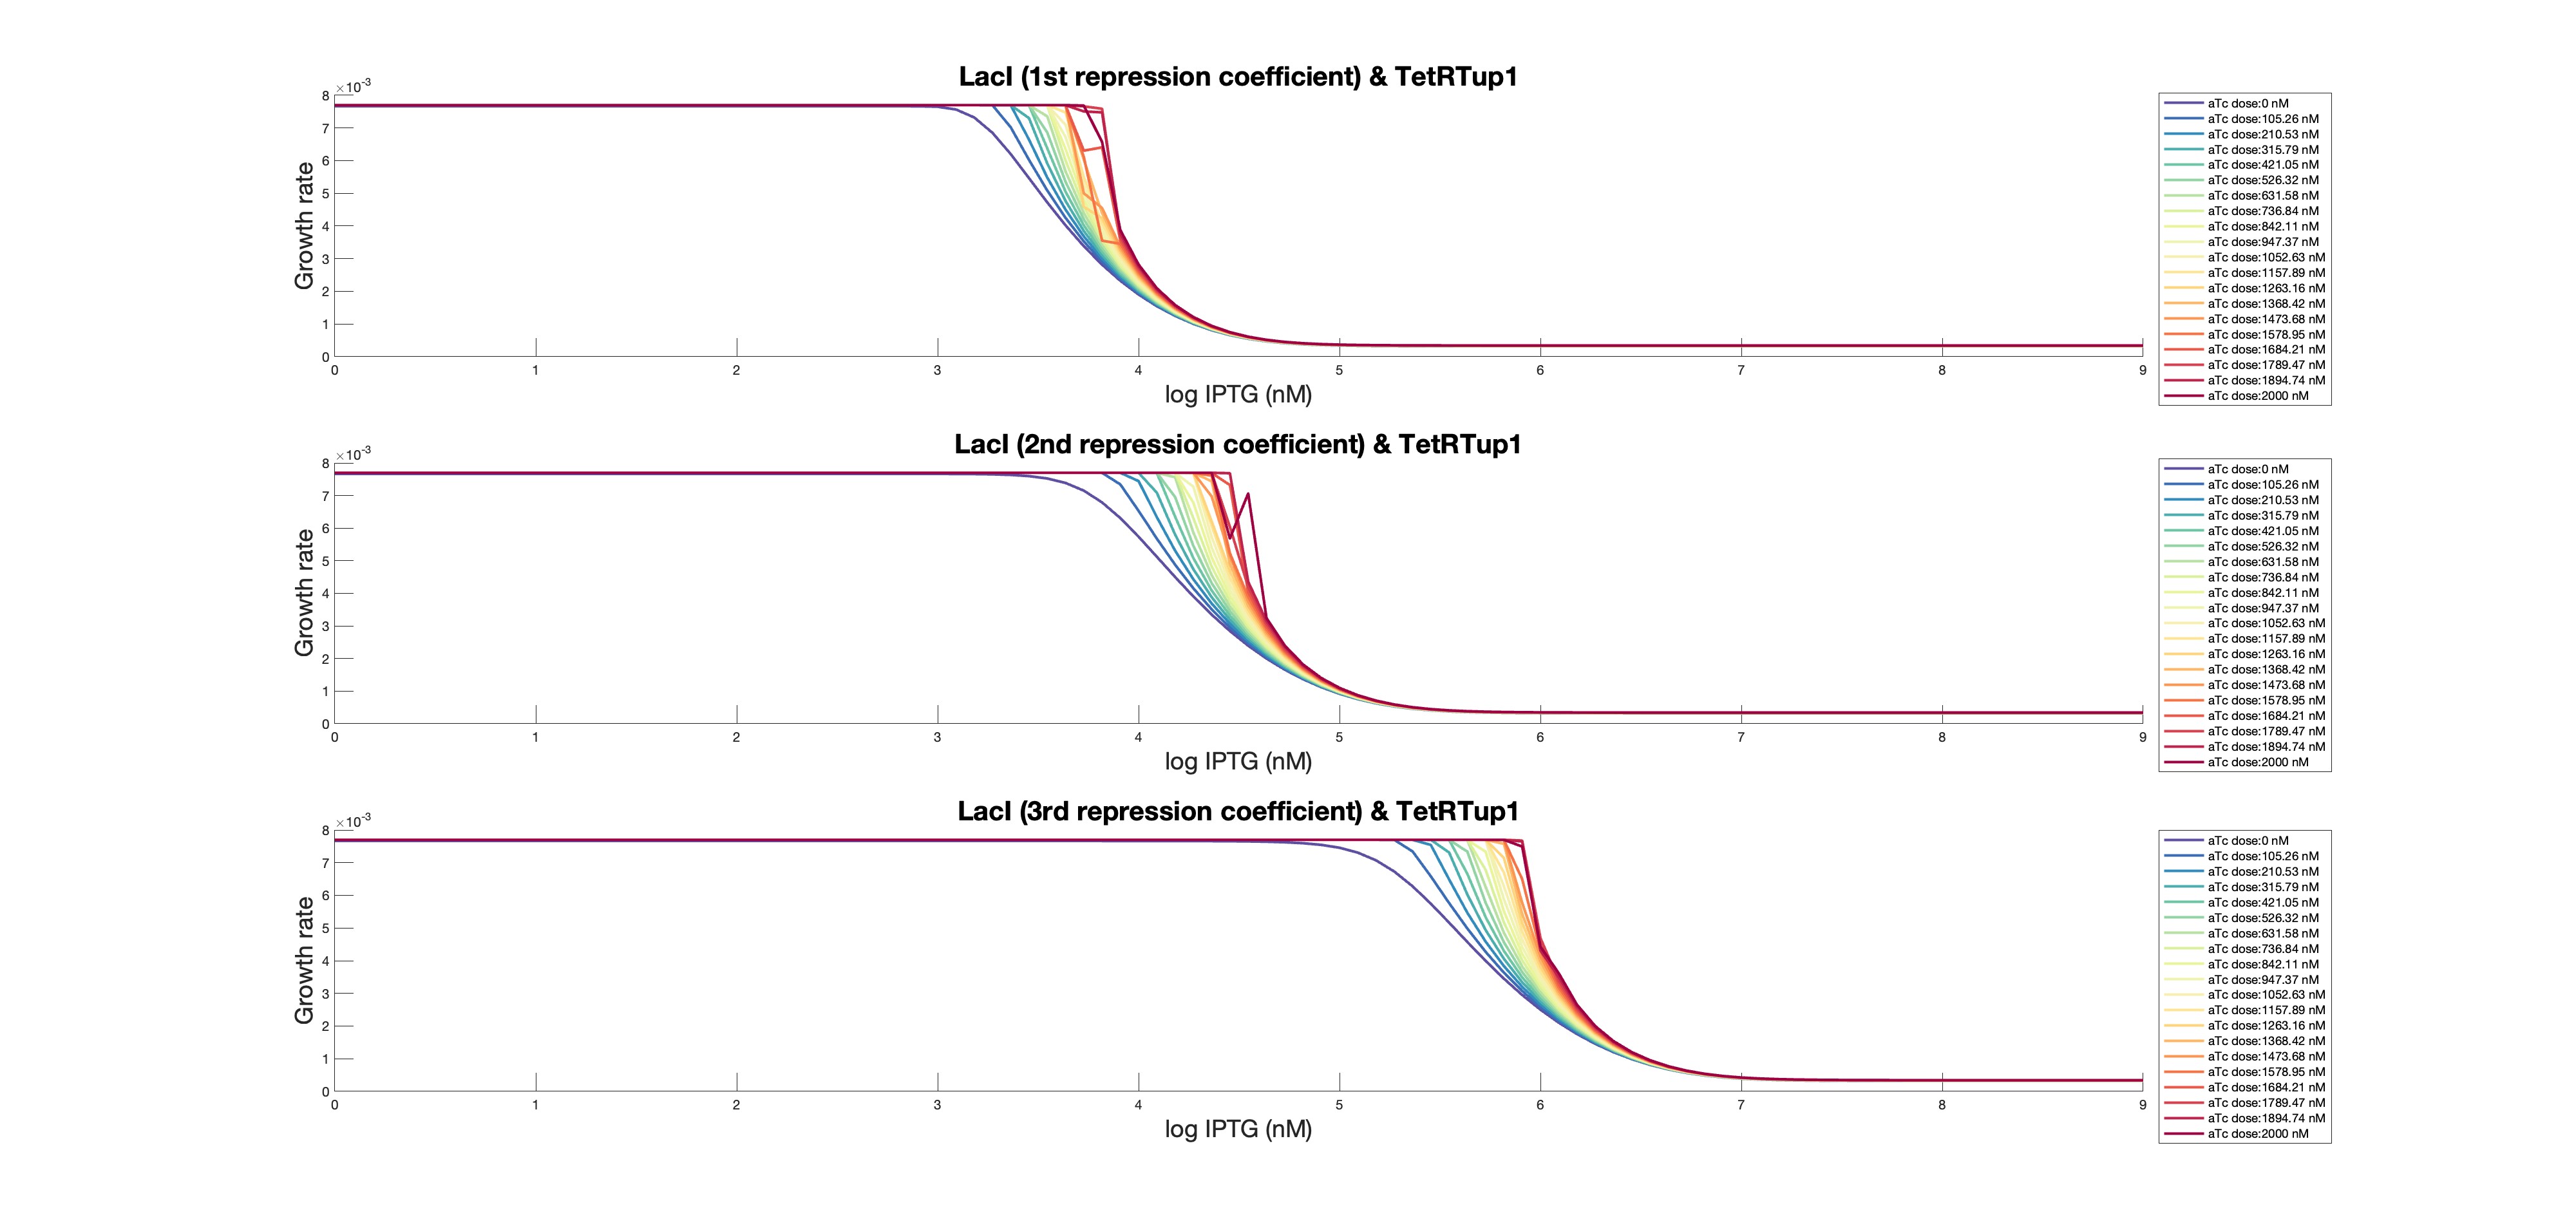 LacI (1st repression coefficient) & TetRTup1
×10-3
8
7
6
5
4
3
2
1
0
Growth rate
0 1 2 3 4 5 6 7 8 9
log IPTG (nM)
aTc dose:0 nM
aTc dose:105.26 nM
aTc dose:210.53 nM
aTc dose:315.79 nM
aTc dose:421.05 nM
aTc dose:526.32 nM
aTc dose:631.58 nM
aTc dose:736.84 nM
aTc dose:842.11 nM
aTc dose:947.37 nM
aTc dose:1052.63 nM
aTc dose:1157.89 nM
aTc dose:1263.16 nM
aTc dose:1368.42 nM
aTc dose:1473.68 nM
aTc dose:1578.95 nM
aTc dose:1684.21 nM
aTc dose:1789.47 nM
aTc dose:1894.74 nM
aTc dose:2000 nM
LacI (2nd repression coefficient) & TetRTup1
×10-3
8
7
6
5
4
3
2
1
0
Growth rate
0 1 2 3 4 5 6 7 8 9
log IPTG (nM)
aTc dose:0 nM
aTc dose:105.26 nM
aTc dose:210.53 nM
aTc dose:315.79 nM
aTc dose:421.05 nM
aTc dose:526.32 nM
aTc dose:631.58 nM
aTc dose:736.84 nM
aTc dose:842.11 nM
aTc dose:947.37 nM
aTc dose:1052.63 nM
aTc dose:1157.89 nM
aTc dose:1263.16 nM
aTc dose:1368.42 nM
aTc dose:1473.68 nM
aTc dose:1578.95 nM
aTc dose:1684.21 nM
aTc dose:1789.47 nM
aTc dose:1894.74 nM
aTc dose:2000 nM
LacI (3rd repression coefficient) & TetRTup1
×10-3
8
7
6
5
4
3
2
1
0
Growth rate
0 1 2 3 4 5 6 7 8 9
log IPTG (nM)
aTc dose:0 nM
aTc dose:105.26 nM
aTc dose:210.53 nM
aTc dose:315.79 nM
aTc dose:421.05 nM
aTc dose:526.32 nM
aTc dose:631.58 nM
aTc dose:736.84 nM
aTc dose:842.11 nM
aTc dose:947.37 nM
aTc dose:1052.63 nM
aTc dose:1157.89 nM
aTc dose:1263.16 nM
aTc dose:1368.42 nM
aTc dose:1473.68 nM
aTc dose:1578.95 nM
aTc dose:1684.21 nM
aTc dose:1789.47 nM
aTc dose:1894.74 nM
aTc dose:2000 nM